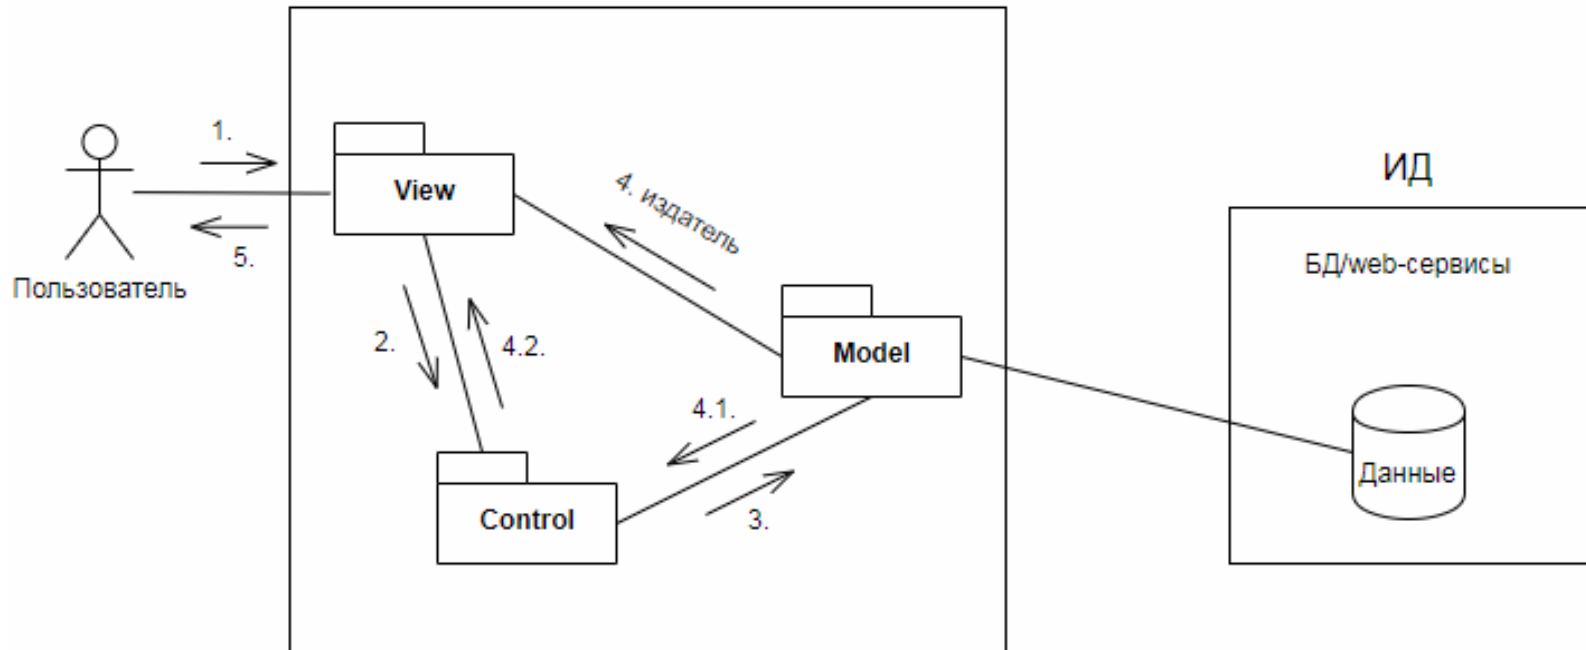 1.
View
5.
Пользователь
4. издатель
ИД
БД/web-сервисы
2.
4.2.
Model
4.1.
Данные
Control
3.